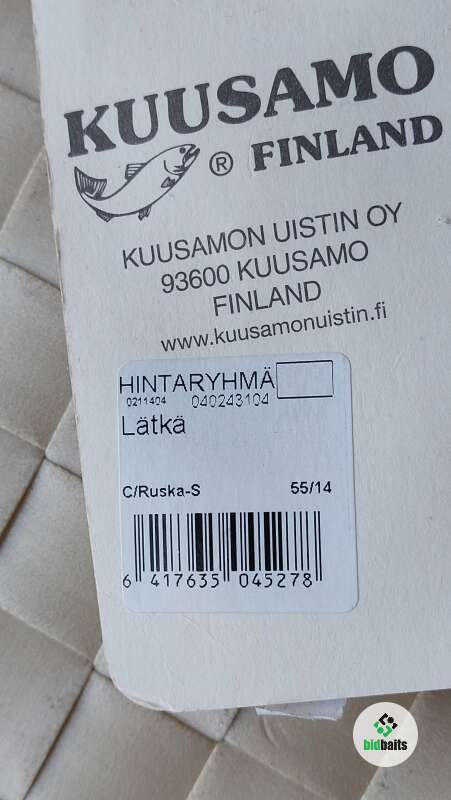 KUUSAMO
® FINLAND
KUUSAMON UISTIN OY
93600 KUUSAMO
FINLAND
www.kuusamonuistin.fi
HINTARYHMÄ
0211404 040243104
Lätkä
C/Ruska-S 55/14
6 417635 045278
bidbaits